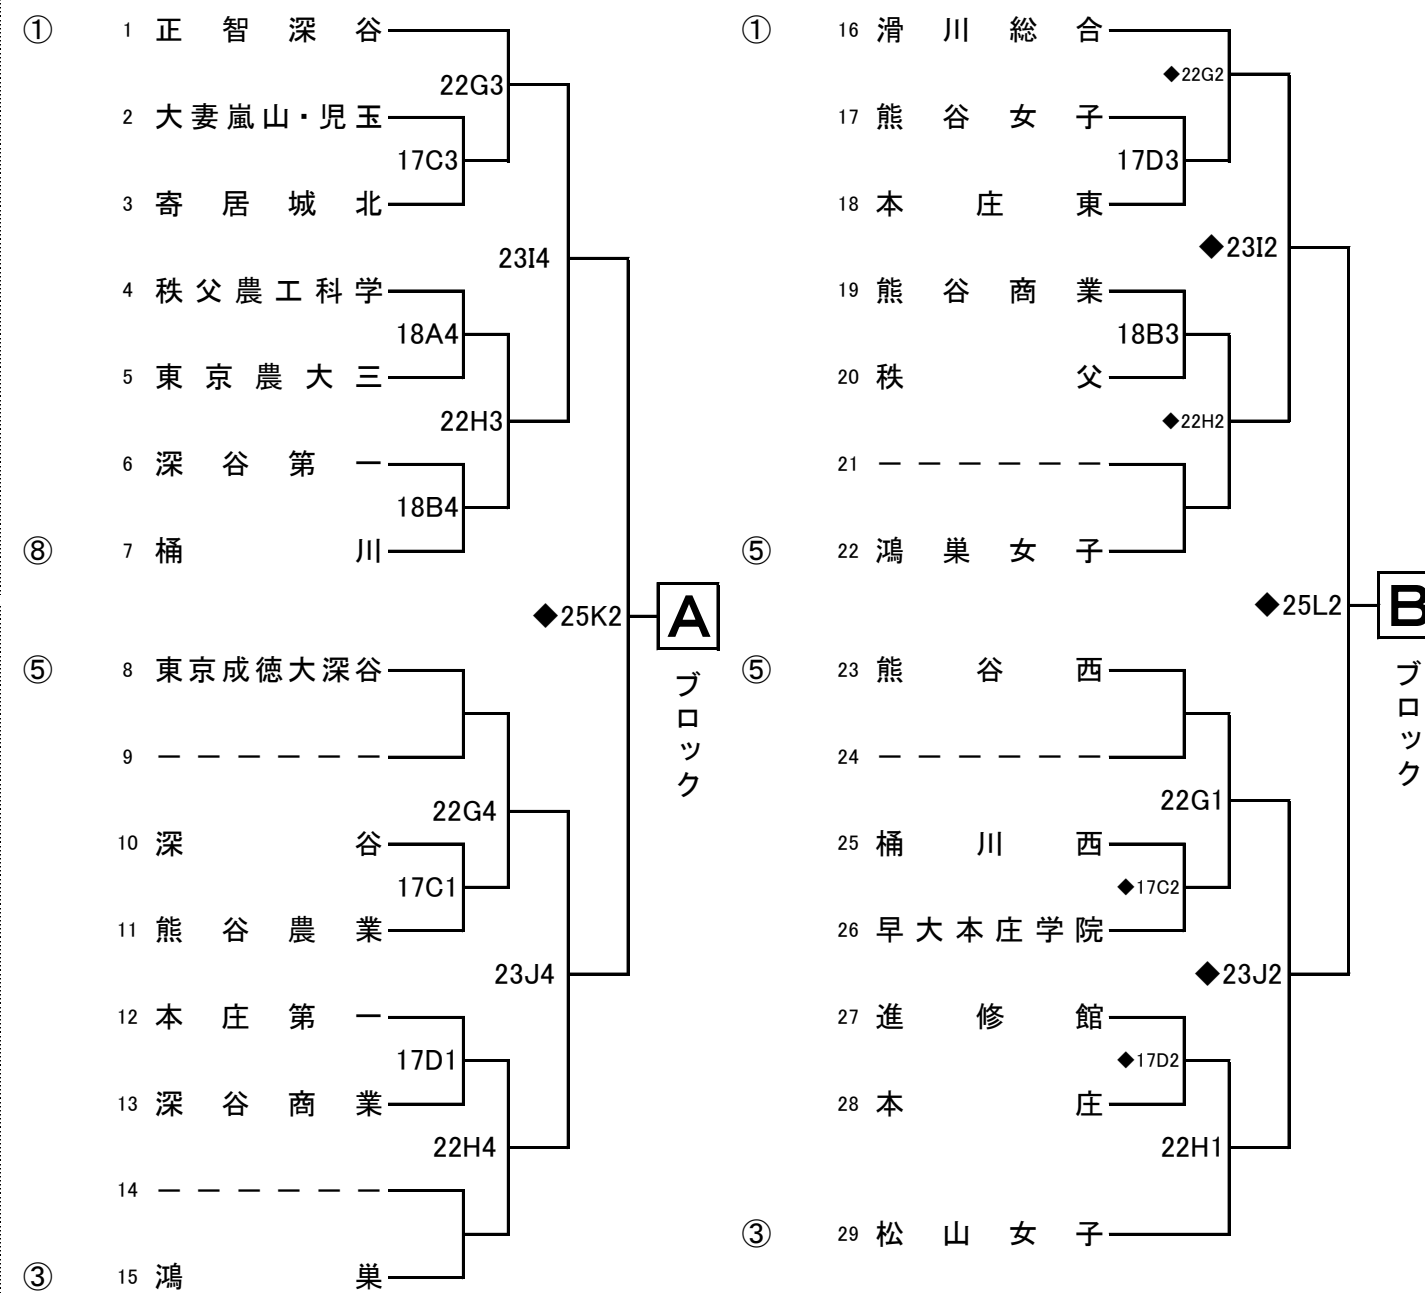 ① 1 正智深谷
22G3
2 大妻嵐山・児玉
17C3
3 寄居城北
23I4
4 秩父農工科学
18A4
5 東京農大三
22H3
6 深谷第一
18B4
⑧ 7 桶川
◆25K2
A
ブロック
⑤ 8 東京成徳大深谷
9 ーーーーーー
22G4
10 深谷
17C1
11 熊谷農業
23J4
12 本庄第一
17D1
13 深谷商業
22H4
14 ーーーーーー
③ 15 鴻巣
① 16 滑川総合
◆22G2
17 熊谷女子
17D3
18 本庄東
◆23I2
19 熊谷商業
18B3
20 秩父
◆22H2
21 ーーーーーー
⑤ 22 鴻巣女子
◆25L2
B
ブロック
⑤ 23 熊谷西
24 ーーーーーー
22G1
25 桶川西
◆17C2
26 早大本庄学院
◆23J2
27 進修館
◆17D2
28 本庄
22H1
③ 29 松山女子